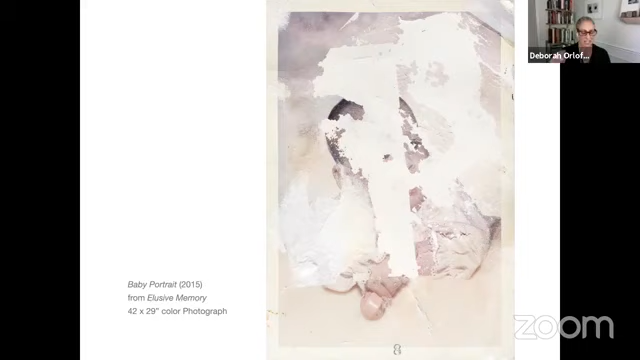 Deborah Orlof...
Baby Portrait (2015)
from Elusive Memory
42 x 29" color Photograph
zoom